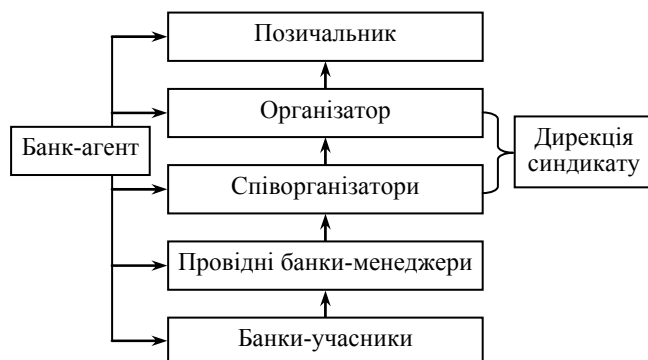 Позичальник
Організатор
Банк-агент
Дирекція
синдикату
Співорганізатори
Провідні банки-менеджери
Банки-учасники